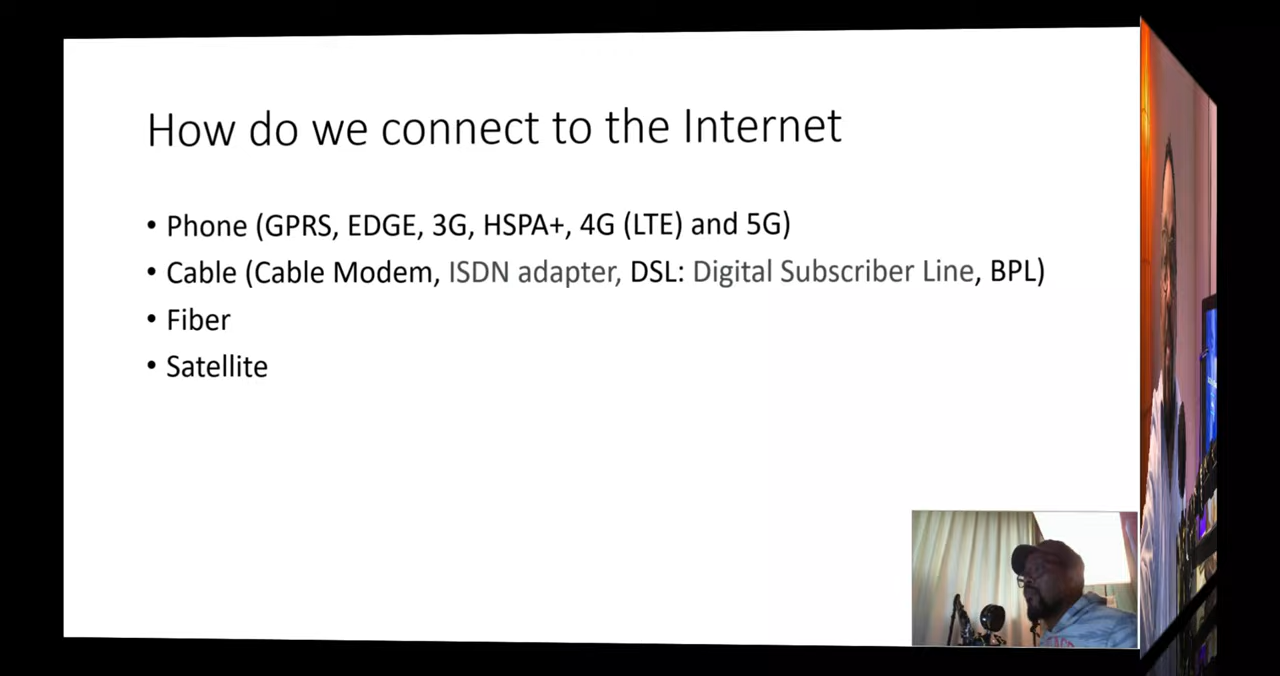 How do we connect to the Internet
• Phone (GPRS, EDGE, 3G, HSPA+, 4G (LTE) and 5G)
• Cable (Cable Modem, ISDN adapter, DSL: Digital Subscriber Line, BPL)
• Fiber
• Satellite